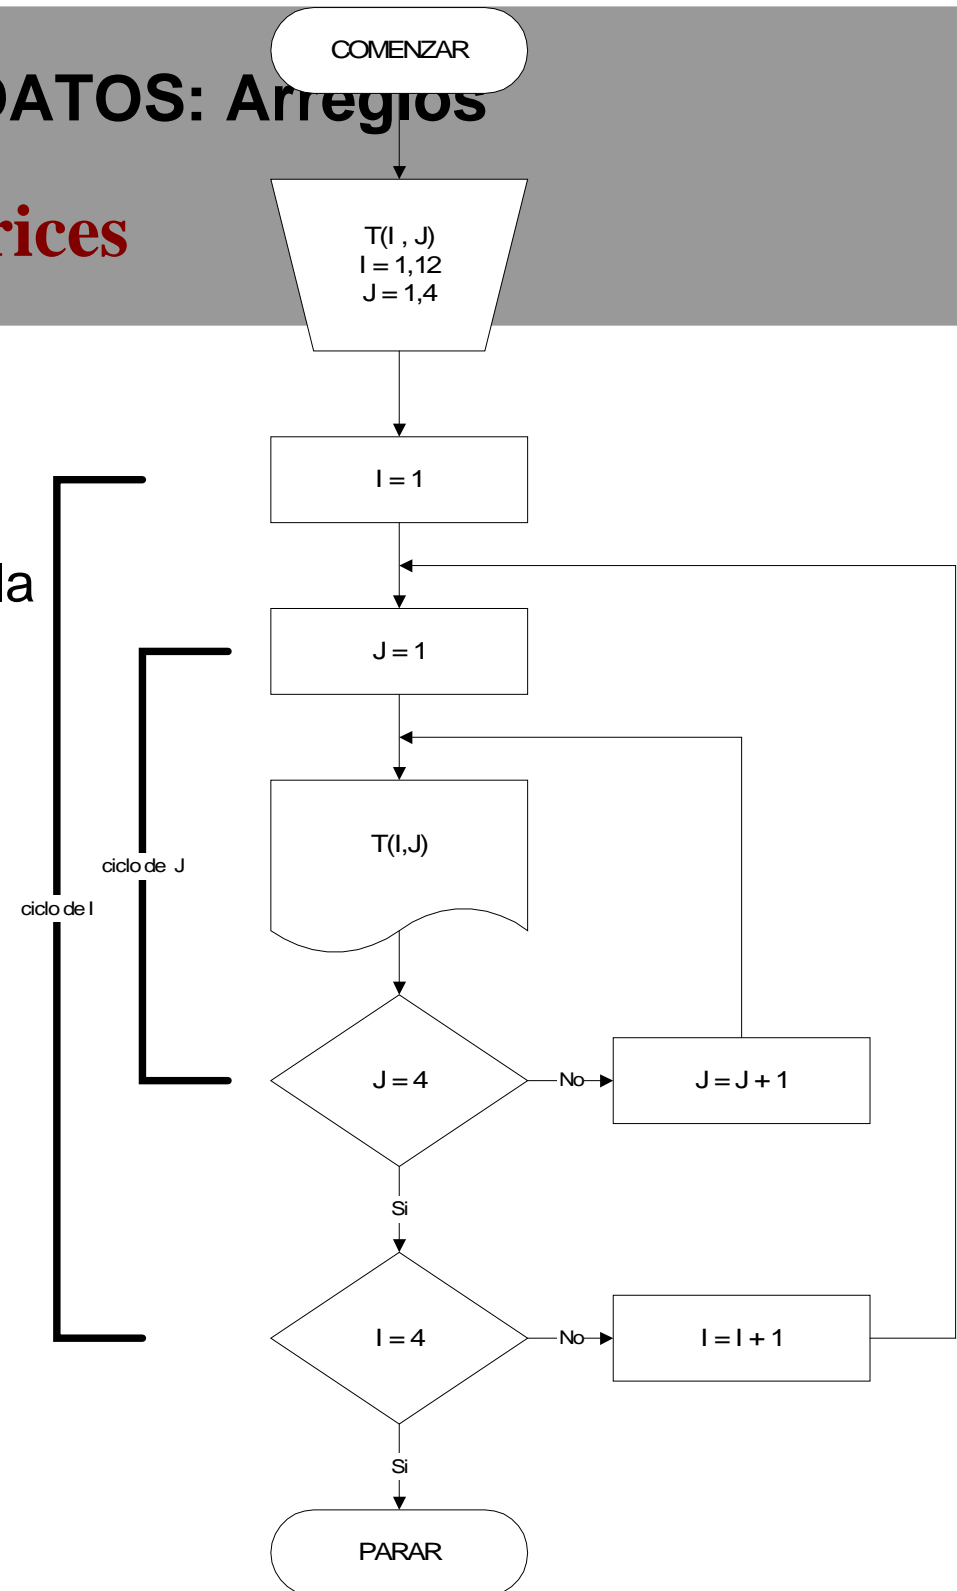 COMENZAR
DATOS: Arreglos
rices
T(I , J)
I = 1,12
J = 1,4
I = 1
la
J = 1
T(I,J)
ciclo de J
ciclo de I
J = 4
No
J = J + 1
Si
I = 4
No
I = I + 1
Si
PARAR